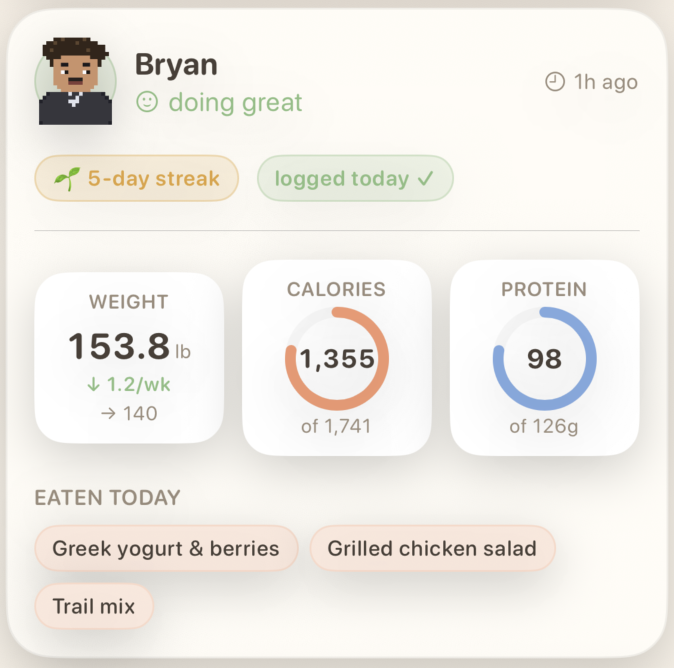 Bryan
doing great
1h ago
5-day streak
logged today ✓
WEIGHT
153.8 lb
↓ 1.2/wk
→ 140
CALORIES
1,355
of 1,741
PROTEIN
98
of 126g
EATEN TODAY
Greek yogurt & berries
Grilled chicken salad
Trail mix